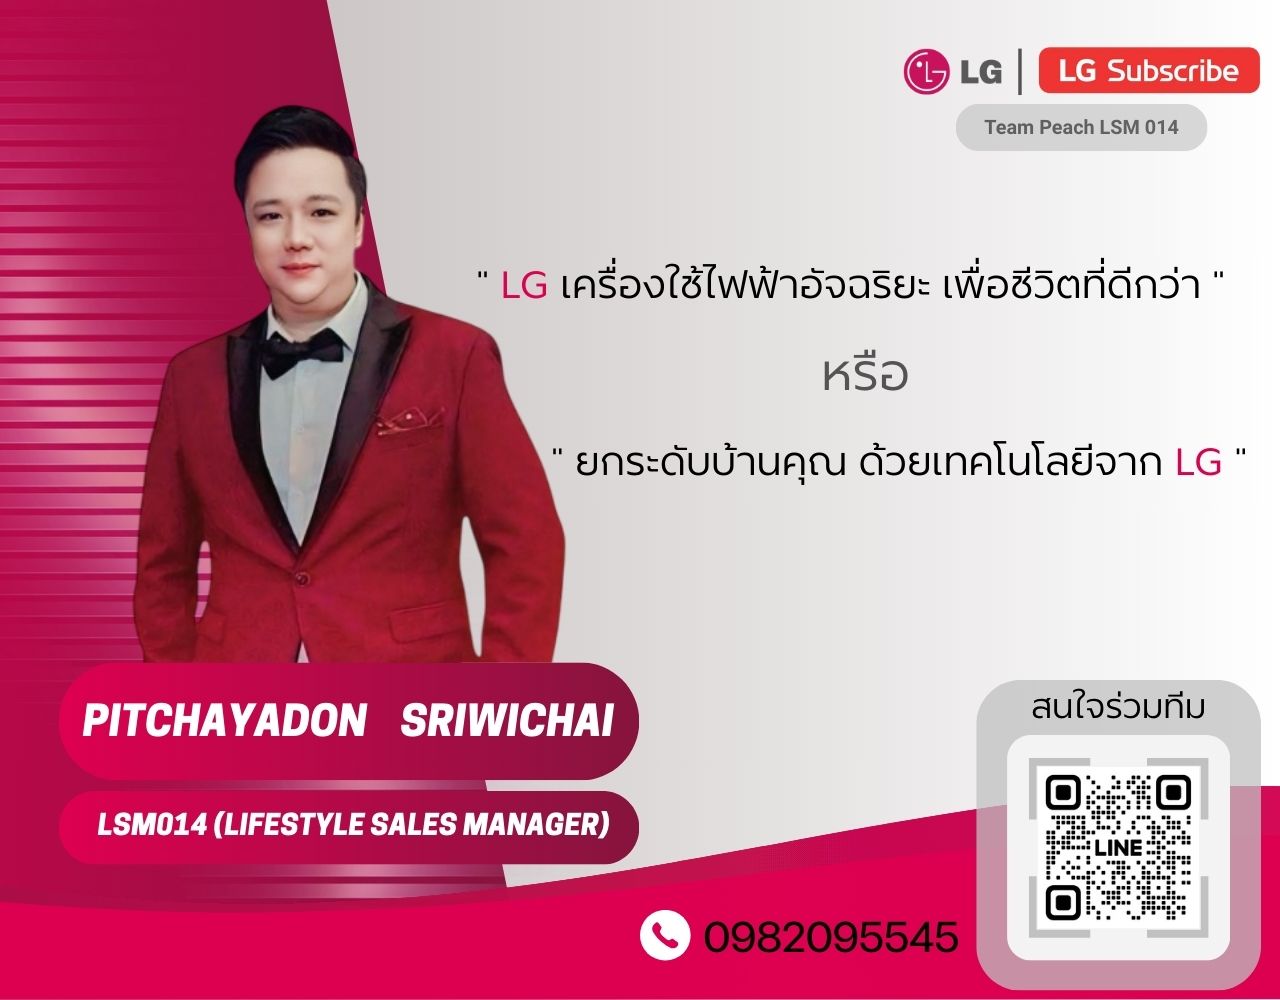 LG | LG Subscribe
Team Peach LSM 014
" LG เครื่องใช้ไฟฟ้าอัจฉริยะ เพื่อชีวิตที่ดีกว่า "
หรือ
" ยกระดับบ้านคุณ ด้วยเทคโนโลยีจาก LG "
PITCHAYADON SRIWICHAI
LSM014 (LIFESTYLE SALES MANAGER)
สนใจร่วมทีม
LINE
0982095545